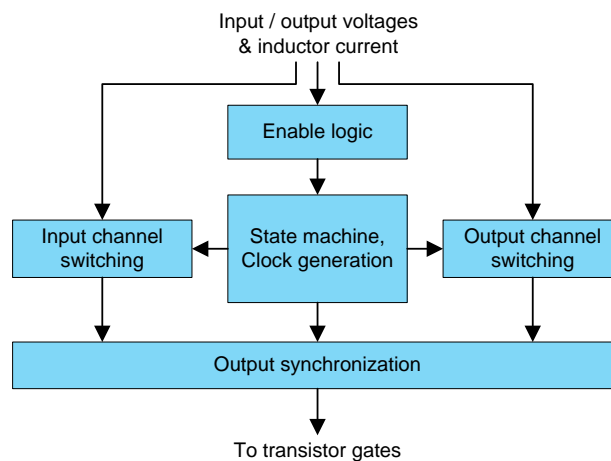 Input / output voltages
& inductor current
Enable logic
Input channel
switching
State machine,
Clock generation
Output channel
switching
Output synchronization
To transistor gates